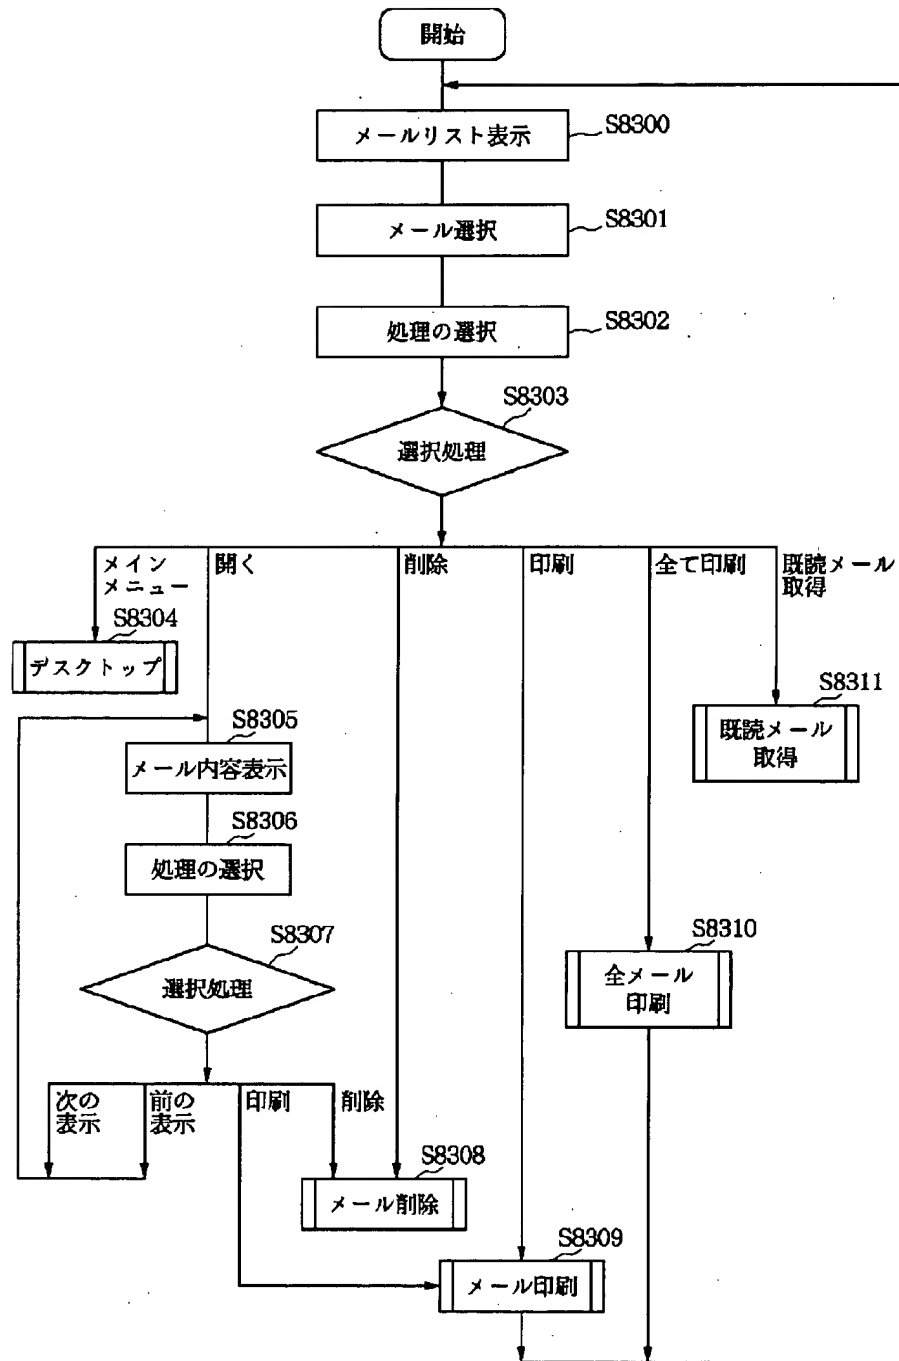 開始
メールリスト表示
S8300
メール選択
S8301
処理の選択
S8302
S8303
選択処理
メイン
メニュー
開く
削除
印刷
全て印刷
既読メール
取得
S8304
デスクトップ
S8311
既読メール
取得
S8305
メール内容表示
S8306
処理の選択
S8307
選択処理
S8310
全メール
印刷
次の
表示
前の
表示
印刷
削除
S8308
メール削除
S8309
メール印刷